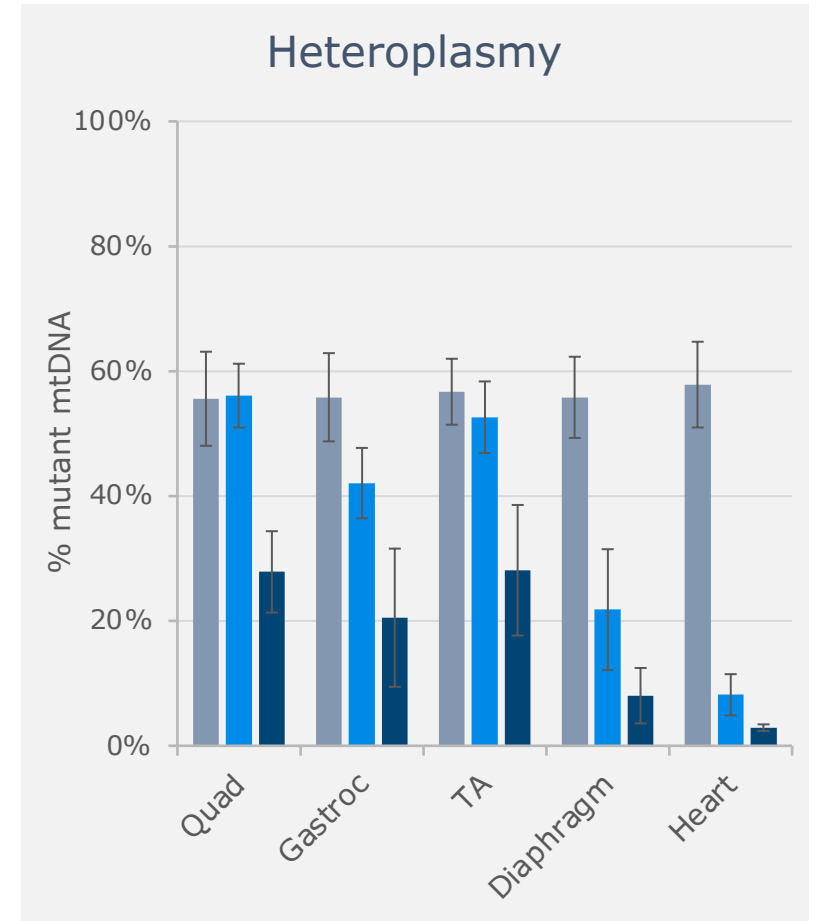 Heteroplasmy
100%
80%
60%
40%
20%
0%
% mutant mtDNA
Quad
Gastroc
TA
Diaphragm
Heart